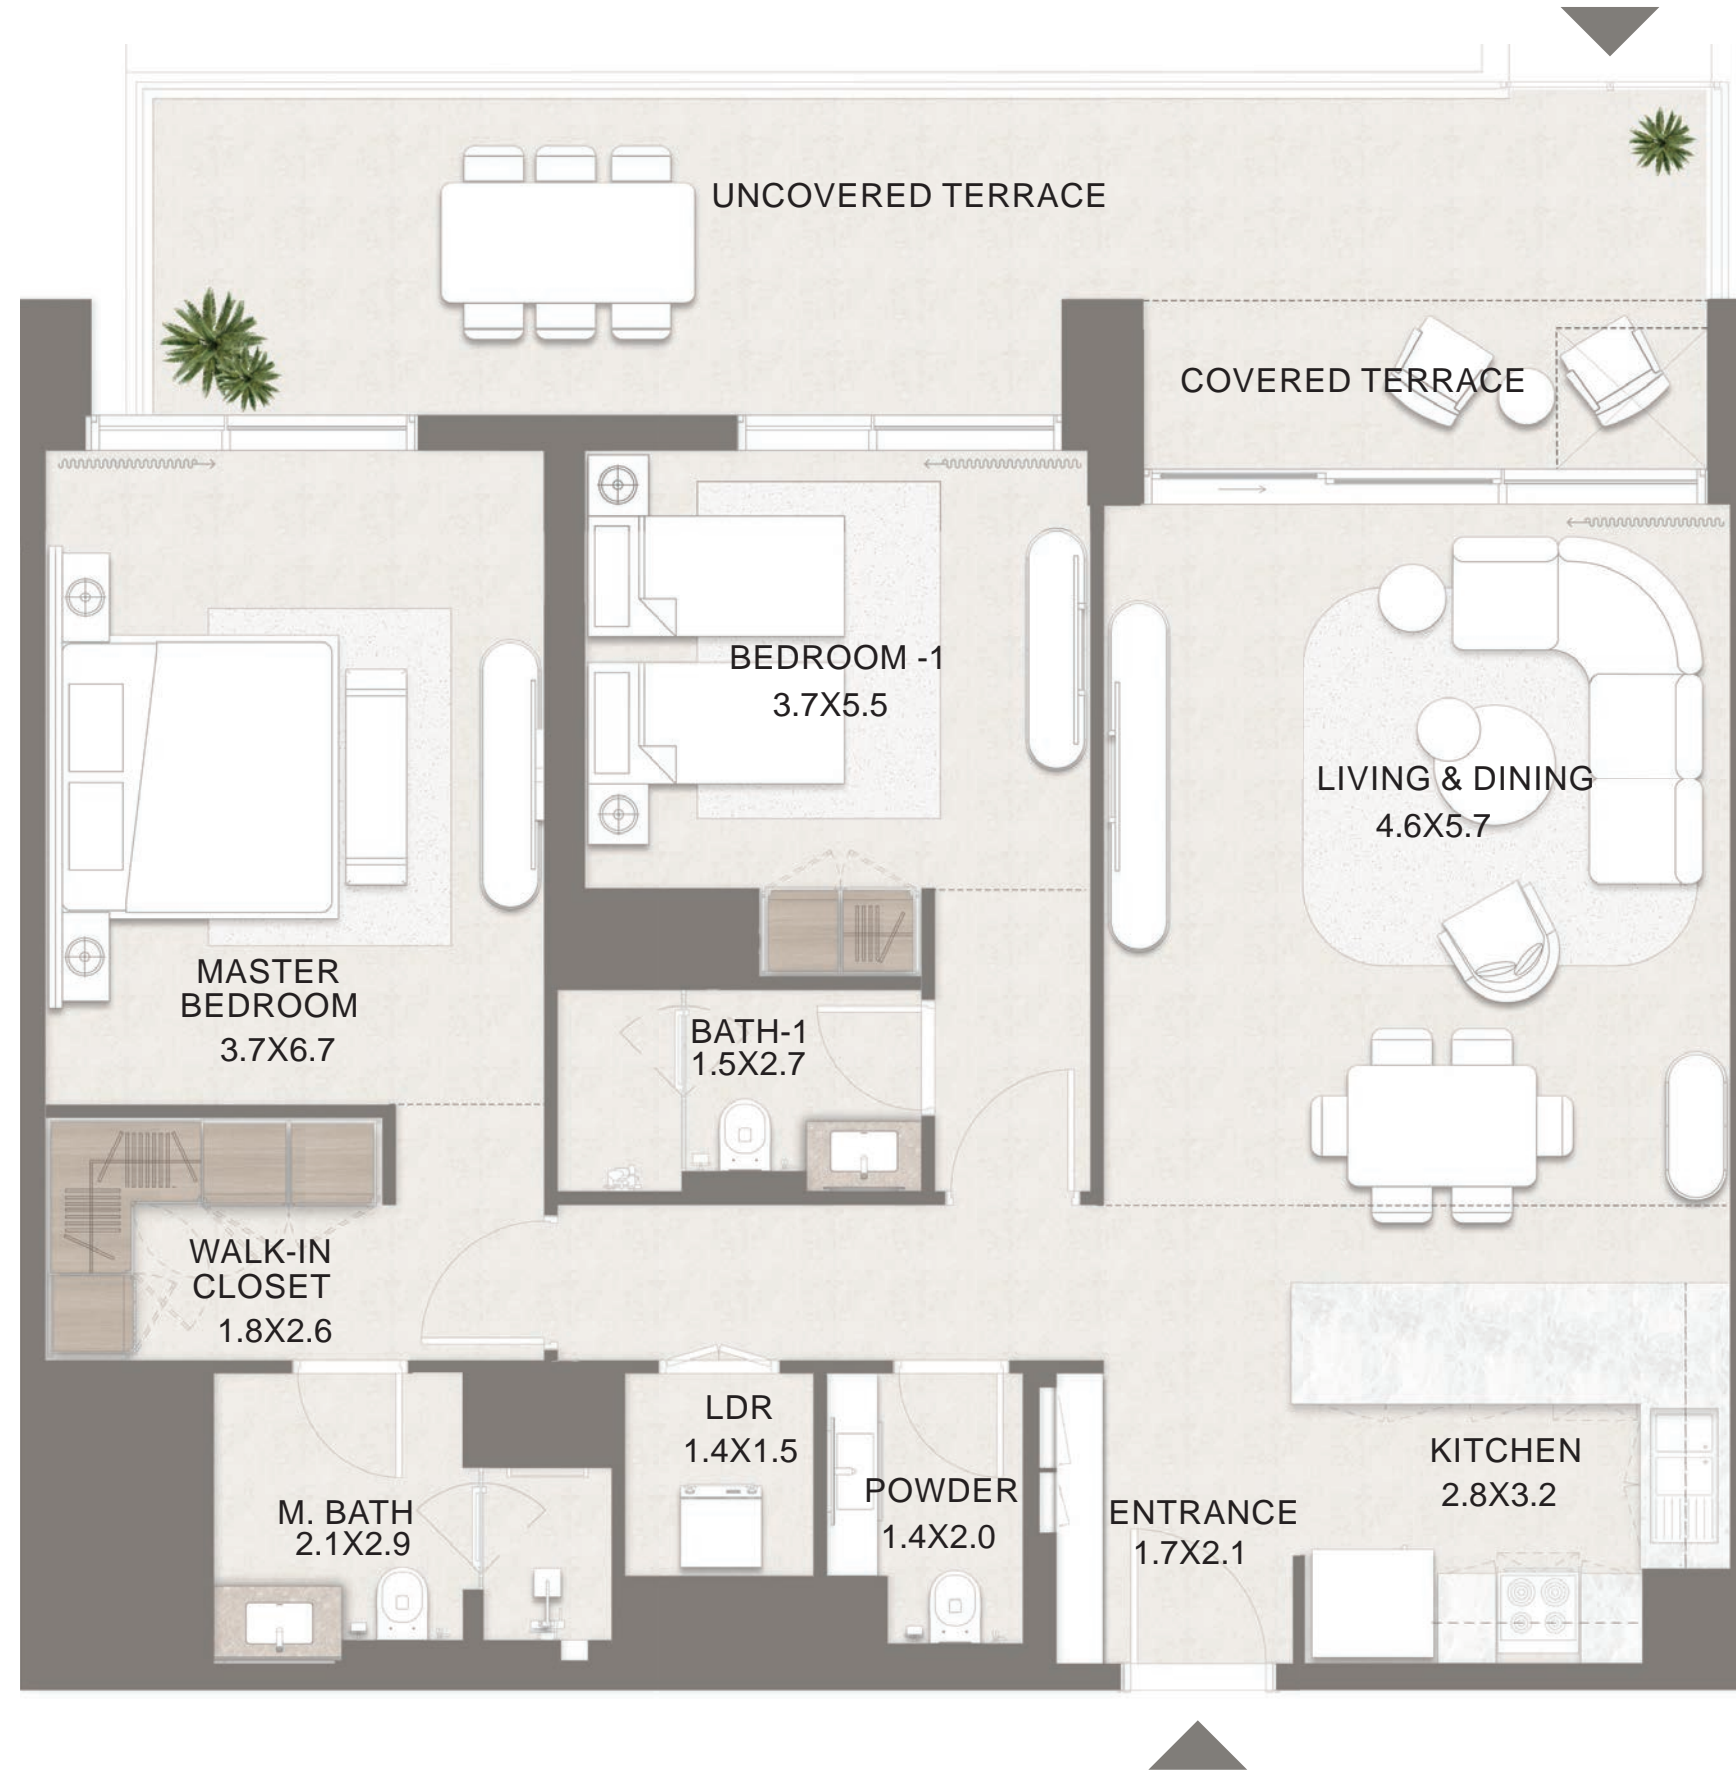 UNCOVERED TERRACE
COVERED TERRACE
BEDROOM -1
3.7X5.5
LIVING & DINING
4.6X5.7
MASTER
BEDROOM
3.7X6.7
BATH-1
1.5X2.7
WALK-IN
CLOSET
1.8X2.6
LDR
1.4X1.5
KITCHEN
2.8X3.2
POWDER
1.4X2.0
M. BATH
2.1X2.9
ENTRANCE
1.7X2.1